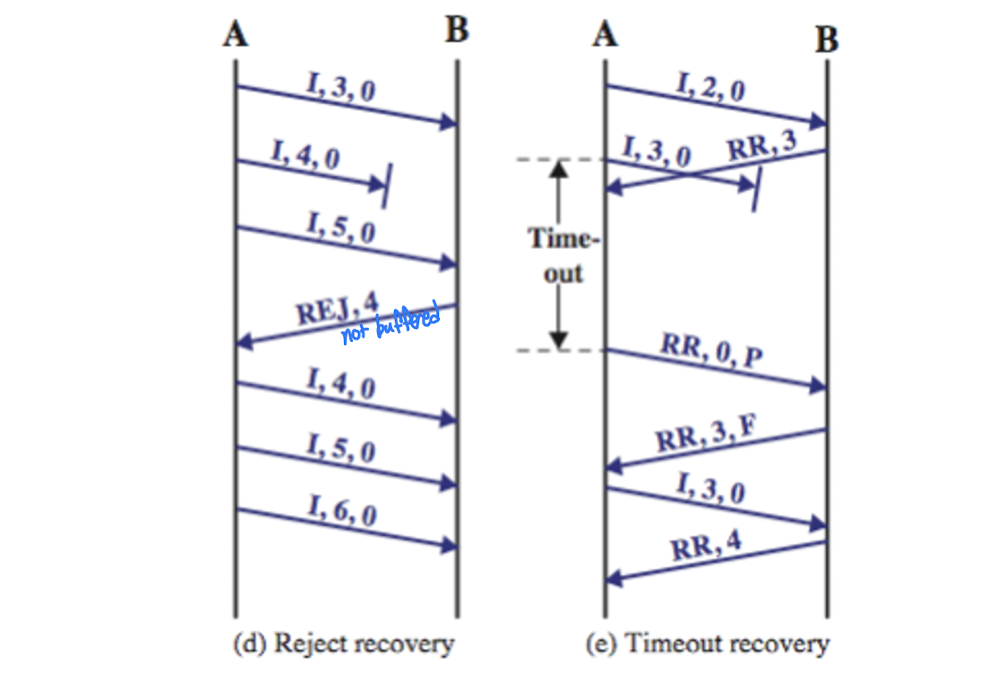 A B
I, 3, 0
I, 4, 0
I, 5, 0
REJ, 4
not buffered
I, 4, 0
I, 5, 0
I, 6, 0
(d) Reject recovery
A B
I, 2, 0
I, 3, 0
RR, 3
Time-
out
RR, 0, P
RR, 3, F
I, 3, 0
RR, 4
(e) Timeout recovery